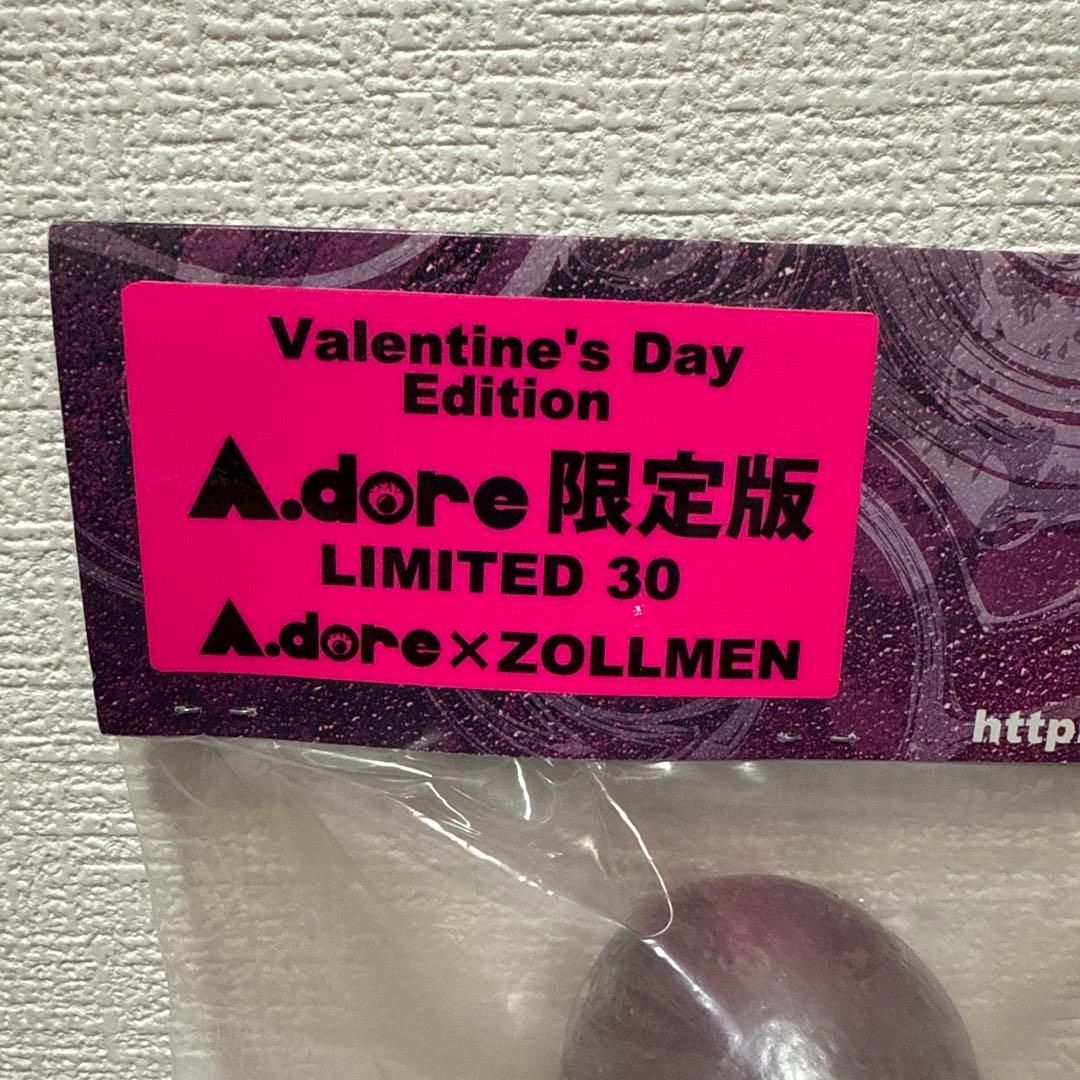 Valentine's Day
Edition
A.dore 限定版
LIMITED 30
A.dore×ZOLLMEN
http